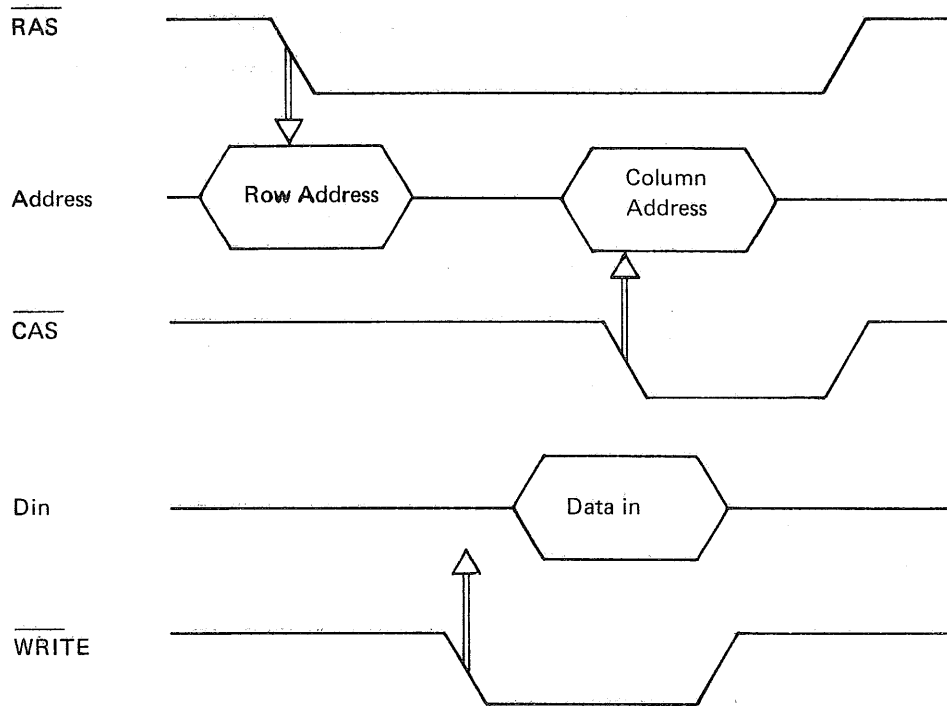 RAS
Address
Row Address
Column
Address
CAS
Din
Data in
WRITE